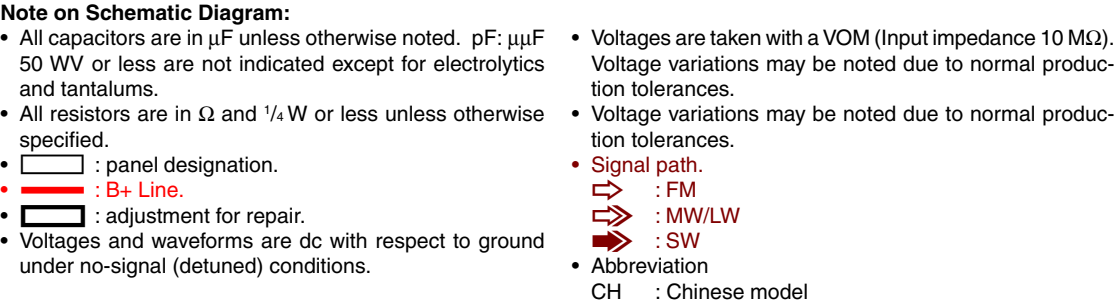 Note on Schematic Diagram:
• All capacitors are in µF unless otherwise noted. pF: µµF
50 WV or less are not indicated except for electrolytics
and tantalums.
• All resistors are in Ω and 1/4 W or less unless otherwise
specified.
• : panel designation.
• : B+ Line.
• : adjustment for repair.
• Voltages and waveforms are dc with respect to ground
under no-signal (detuned) conditions.
• Voltages are taken with a VOM (Input impedance 10 MΩ).
Voltage variations may be noted due to normal produc-
tion tolerances.
• Voltage variations may be noted due to normal produc-
tion tolerances.
• Signal path.
: FM
: MW/LW
: SW
• Abbreviation
CH : Chinese model